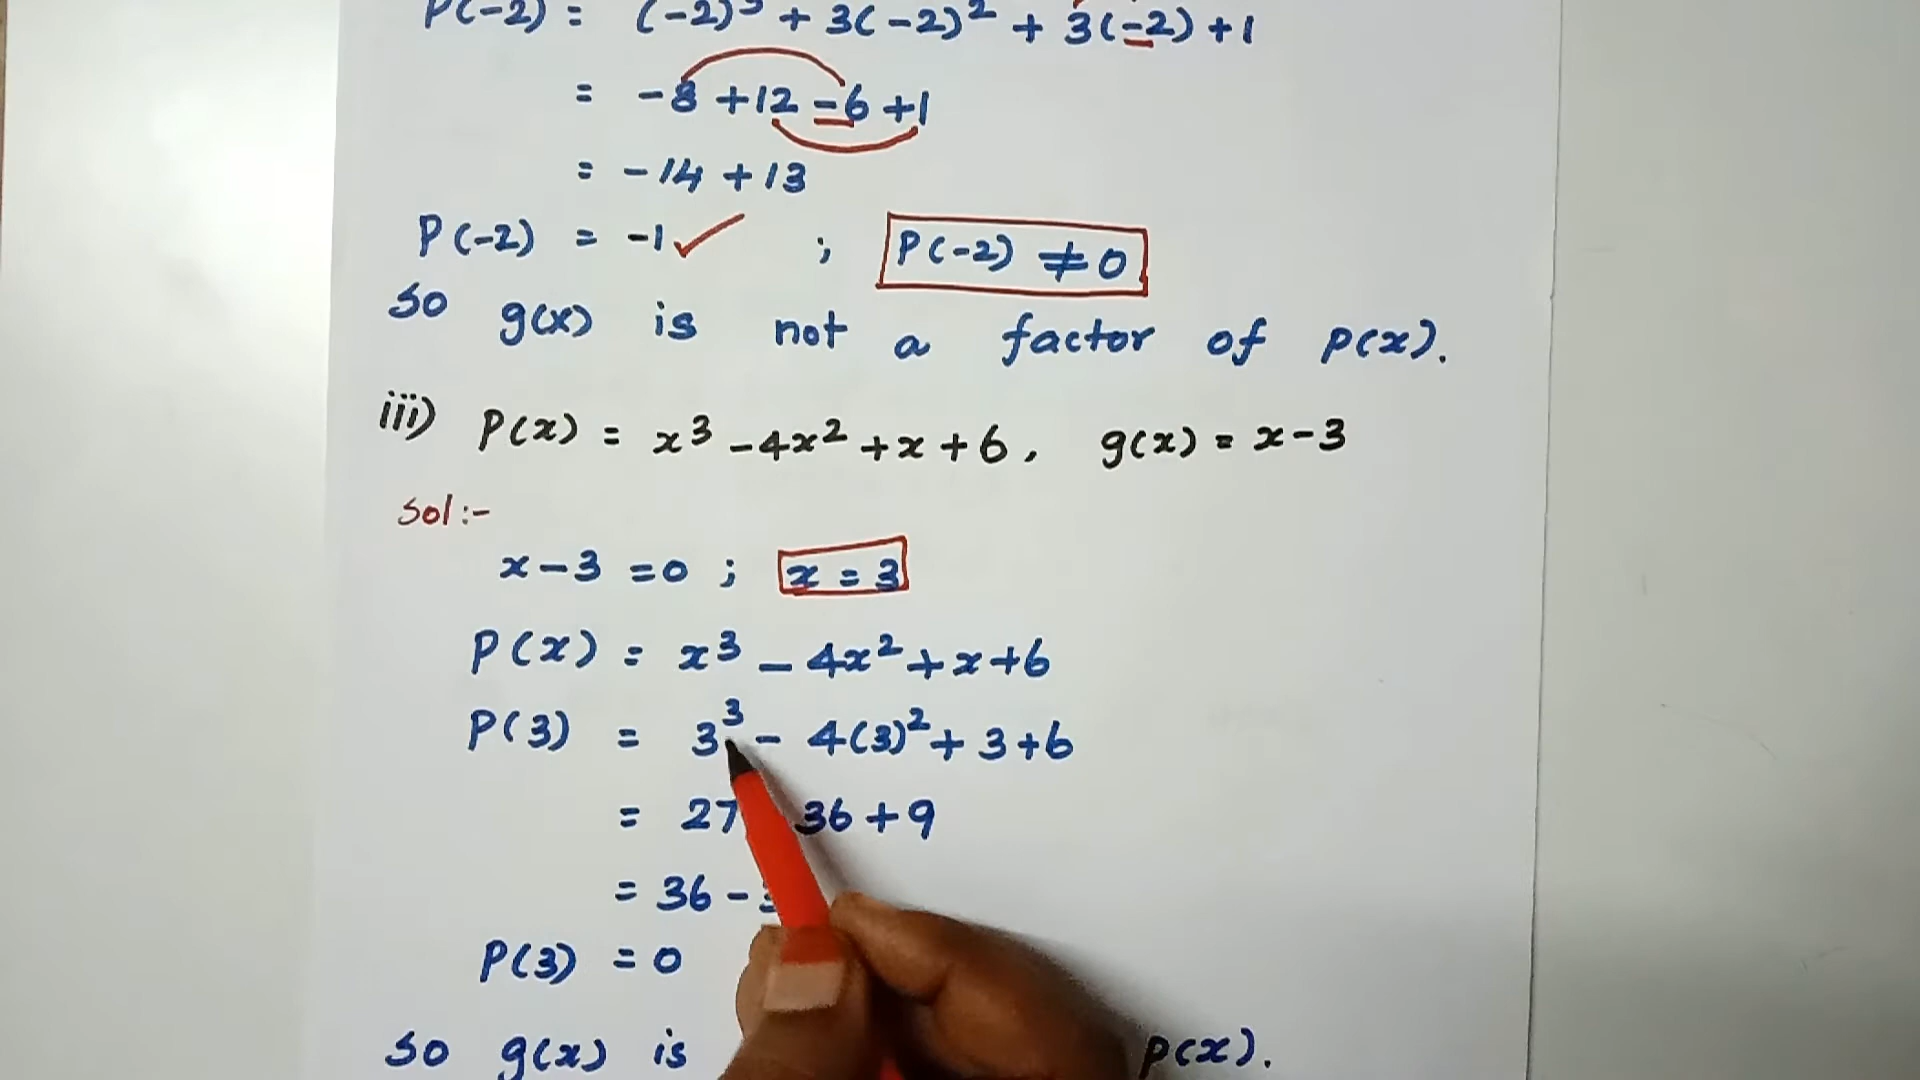 P(-2) = (-2)³ + 3(-2)² + 3(-2) + 1
= -8 + 12 - 6 + 1
= -14 + 13
P(-2) = -1 ✓ ; P(-2) ≠ 0
So g(x) is not a factor of p(x).
iii) P(x) = x³ - 4x² + x + 6, g(x) = x - 3
Sol :-
x - 3 = 0 ; x = 3
P(x) = x³ - 4x² + x + 6
P(3) = 3³ - 4(3)² + 3 + 6
= 27 36 + 9
= 36 -
P(3) = 0
So g(x) is p(x).